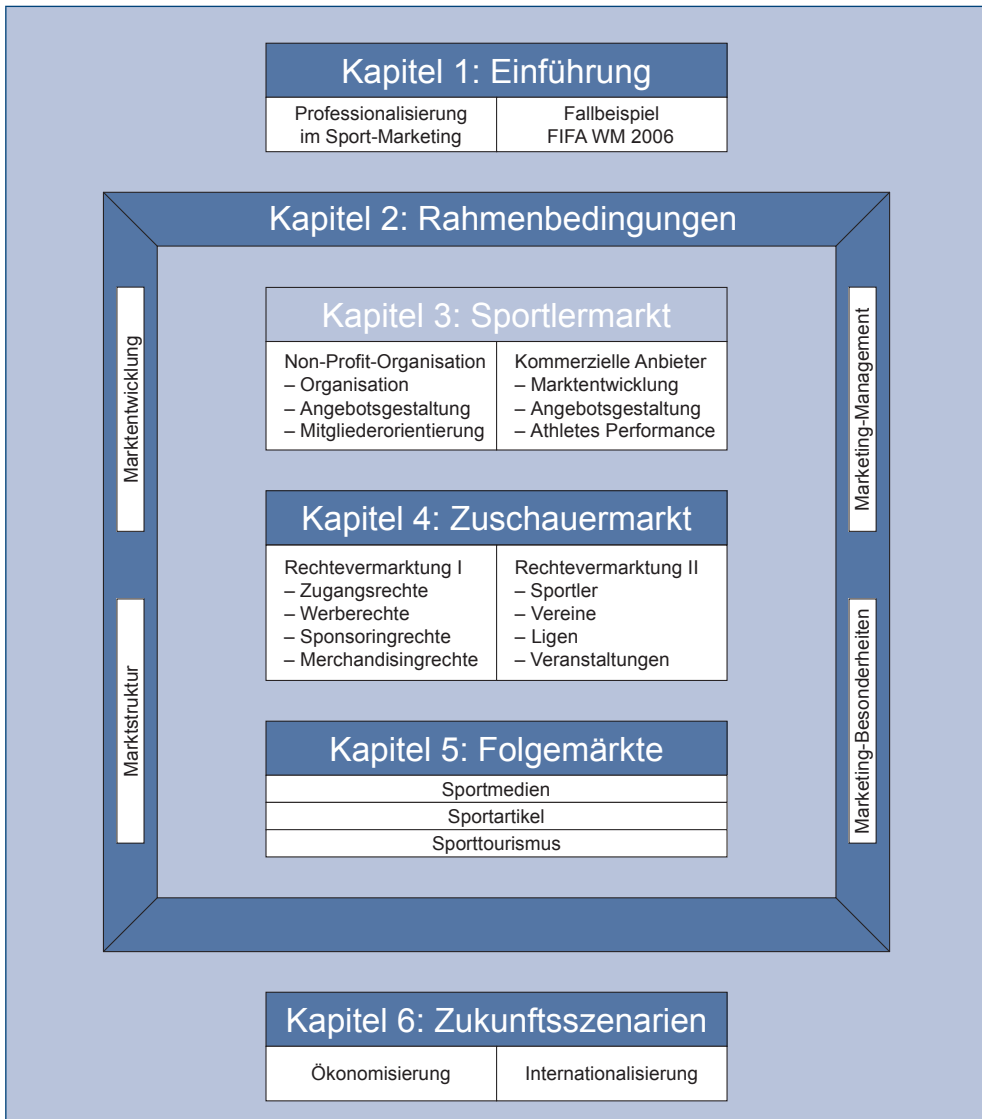 Kapitel 1: Einführung
Professionalisierung
im Sport-Marketing
Fallbeispiel
FIFA WM 2006
Kapitel 2: Rahmenbedingungen
Marktentwicklung
Marktstruktur
Kapitel 3: Sportlermarkt
Non-Profit-Organisation
– Organisation
– Angebotsgestaltung
– Mitgliederorientierung
Kommerzielle Anbieter
– Marktentwicklung
– Angebotsgestaltung
– Athletes Performance
Kapitel 4: Zuschauermarkt
Rechtevermarktung I
– Zugangsrechte
– Werberechte
– Sponsoringrechte
– Merchandisingrechte
Rechtevermarktung II
– Sportler
– Vereine
– Ligen
– Veranstaltungen
Kapitel 5: Folgemärkte
Sportmedien
Sportartikel
Sporttourismus
Marketing-Management
Marketing-Besonderheiten
Kapitel 6: Zukunftsszenarien
Ökonomisierung
Internationalisierung